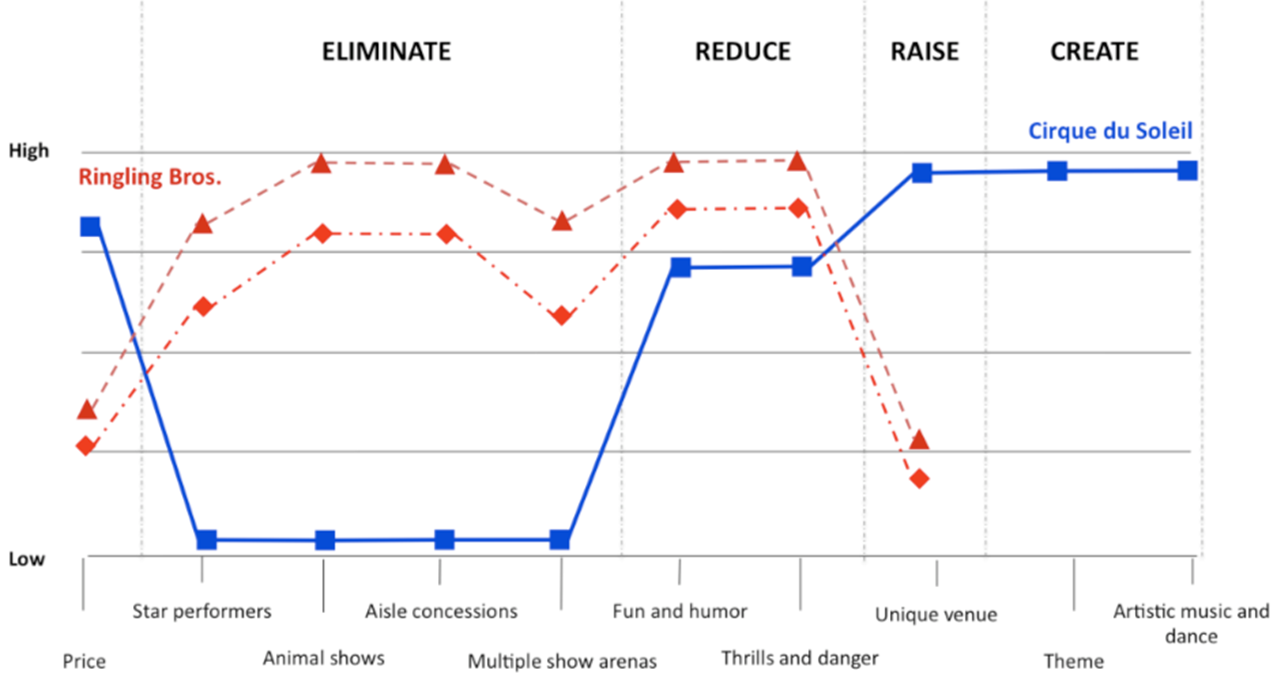 ELIMINATE
REDUCE
RAISE
CREATE
Cirque du Soleil
High
Ringling Bros.
Low
Star performers
Aisle concessions
Fun and humor
Unique venue
Artistic music and
dance
Price
Animal shows
Multiple show arenas
Thrills and danger
Theme